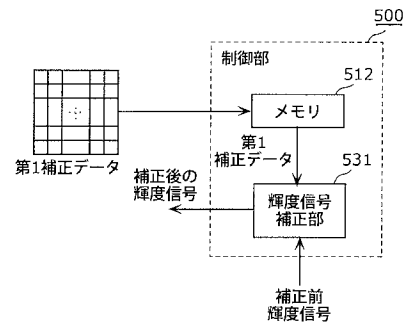 500
制御部
512
メモリ
第1補正データ
第1
補正データ
531
補正後の
輝度信号
輝度信号
補正部
補正前
輝度信号